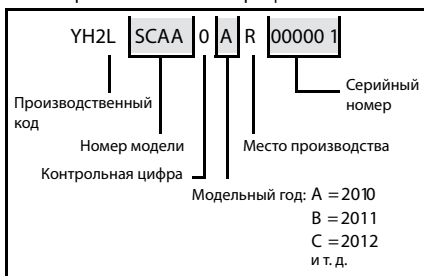 YH2L SCAA 0 A R 00000 1
Серийный
номер
Производственный
код
Номер модели
Место производства
Контрольная цифра
Модельный год: A = 2010
B = 2011
C = 2012
и т. д.